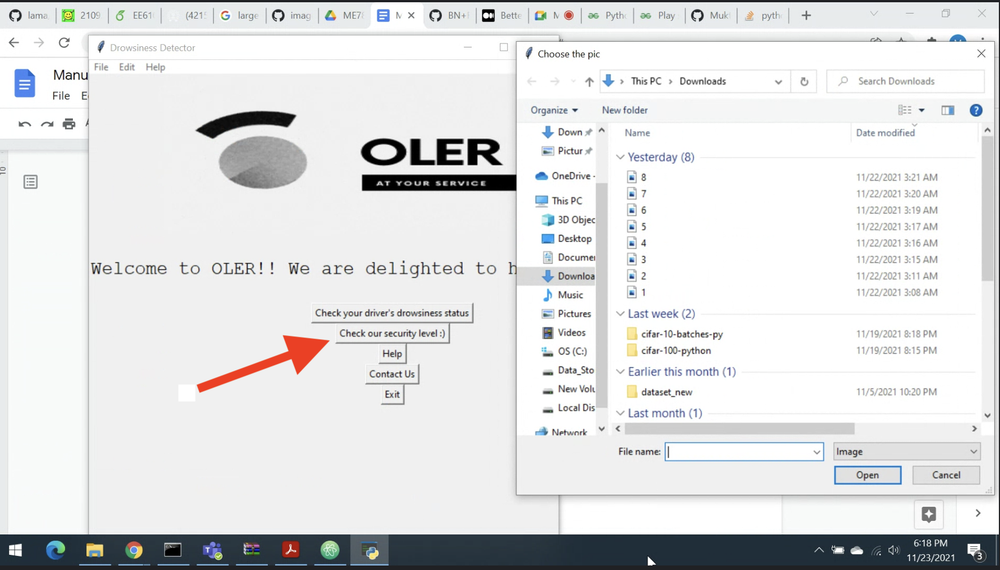 lama
2109
EE61
(421
large
imag
ME78
M
BN+F
Bette
M
Pytho
Play
Mukt
pytho
Drowsiness Detector
File Edit Help
Manu
File
10
OLER
AT YOUR SERVICE
Welcome to OLER!! We are delighted to h
Check your driver's drowsiness status
Check our security level :)
Help
Contact Us
Exit
Choose the pic
This PC > Downloads
Search Downloads
Organize New folder
Down
Pictur
OneDrive -
This PC
3D Objec
Desktop
Documen
Downloa
Music
Pictures
Videos
OS (C:)
Data_Sto
New Volu
Local Dis
Network
Name Date modified
Yesterday (8)
8 11/22/2021 3:21 AM
7 11/22/2021 3:20 AM
6 11/22/2021 3:19 AM
5 11/22/2021 3:17 AM
4 11/22/2021 3:16 AM
3 11/22/2021 3:15 AM
2 11/22/2021 3:11 AM
1 11/22/2021 3:08 AM
Last week (2)
cifar-10-batches-py 11/19/2021 8:18 PM
cifar-100-python 11/19/2021 8:15 PM
Earlier this month (1)
dataset_new 11/5/2021 10:20 PM
Last month (1)
File name: Image
Open Cancel
6:18 PM
11/23/2021
3